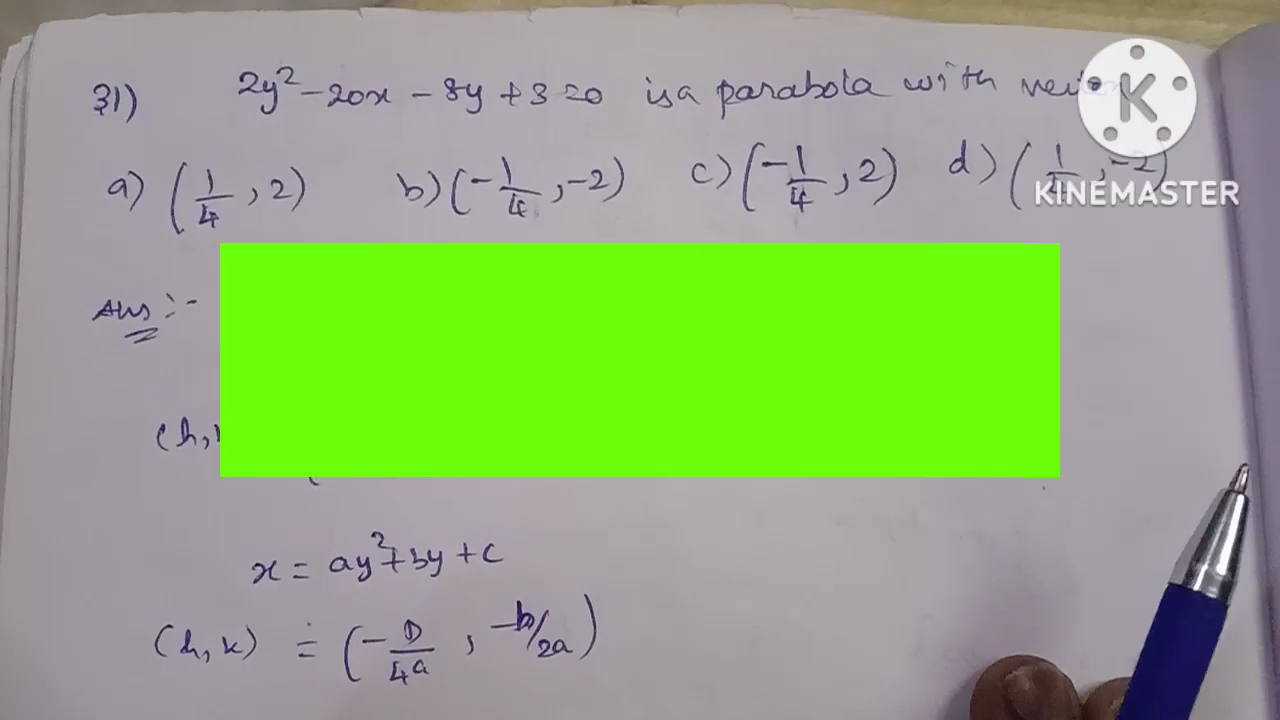 31) 2y² - 20x - 8y + 3 = 0 is a parabola with
a) (1/4, 2) b) (-1/4, -2) c) (-1/4, 2) d) (1/4, -2)
KINEMASTER
Ans :-
(h,
x = ay² + by + c
(h, k) = (-D/4a, -b/2a)